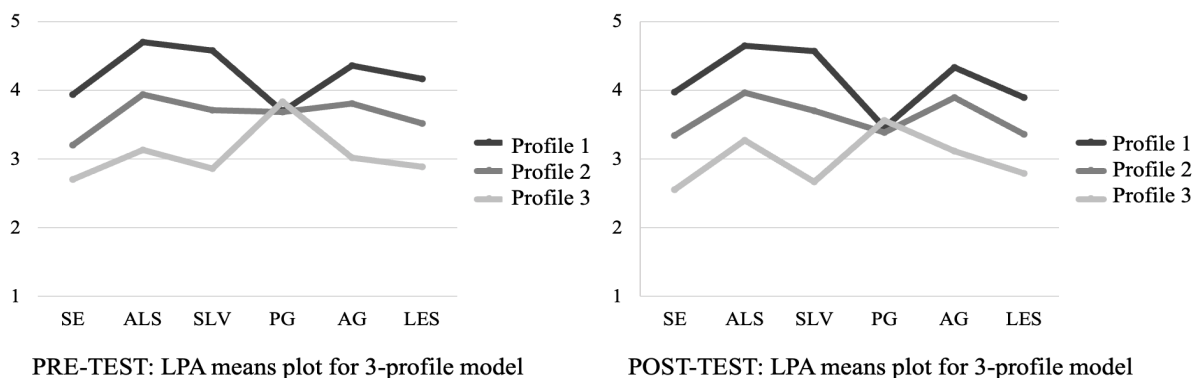 5
4
3
2
1
SE ALS SLV PG AG LES
Profile 1
Profile 2
Profile 3
PRE-TEST: LPA means plot for 3-profile model
5
4
3
2
1
SE ALS SLV PG AG LES
Profile 1
Profile 2
Profile 3
POST-TEST: LPA means plot for 3-profile model